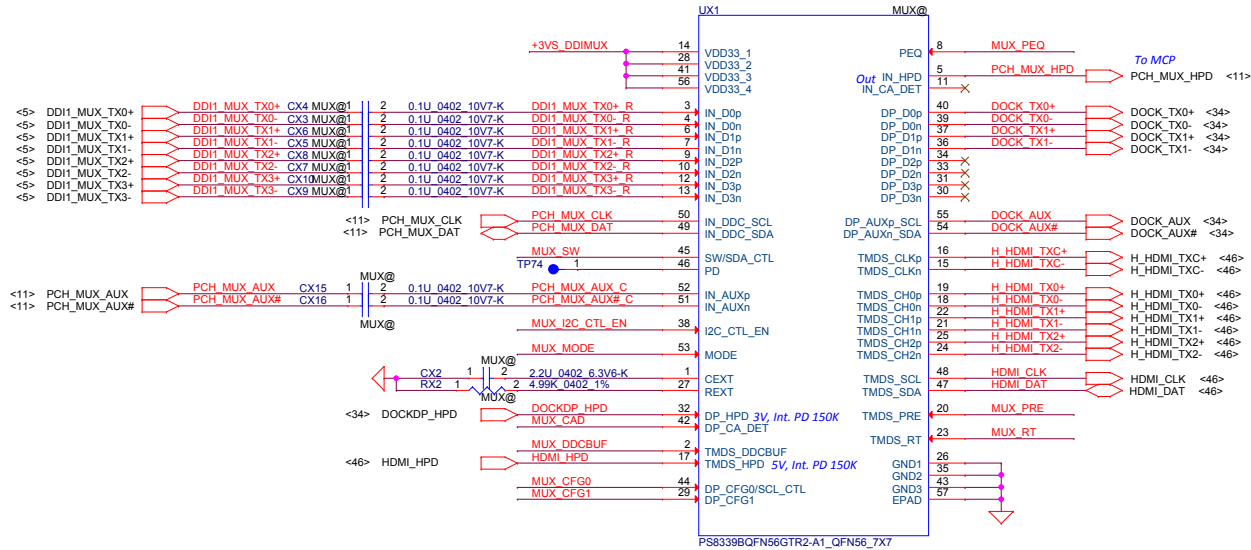 UX1 MUX@
+3VS_DDIMUX 14 VDD33_1 PEQ 8 MUX_PEQ
28 VDD33_2
41 VDD33_3 Out IN_HPD 5 PCH_MUX_HPD To MCP PCH_MUX_HPD <11>
56 VDD33_4 IN_CA_DET 11
<5> DDI1_MUX_TX0+ DDI1_MUX_TX0+ CX4 MUX@1 2 0.1U_0402_10V7-K DDI1_MUX_TX0+_R 3 IN_D0p DP_D0p 40 DOCK_TX0+ DOCK_TX0+ <34>
<5> DDI1_MUX_TX0- DDI1_MUX_TX0- CX3 MUX@1 2 0.1U_0402_10V7-K DDI1_MUX_TX0-_R 4 IN_D0n DP_D0n 39 DOCK_TX0- DOCK_TX0- <34>
<5> DDI1_MUX_TX1+ DDI1_MUX_TX1+ CX6 MUX@1 2 0.1U_0402_10V7-K DDI1_MUX_TX1+_R 6 IN_D1p DP_D1p 37 DOCK_TX1+ DOCK_TX1+ <34>
<5> DDI1_MUX_TX1- DDI1_MUX_TX1- CX5 MUX@1 2 0.1U_0402_10V7-K DDI1_MUX_TX1-_R 7 IN_D1n DP_D1n 36 DOCK_TX1- DOCK_TX1- <34>
<5> DDI1_MUX_TX2+ DDI1_MUX_TX2+ CX8 MUX@1 2 0.1U_0402_10V7-K DDI1_MUX_TX2+_R 9 IN_D2P DP_D2p 34
<5> DDI1_MUX_TX2- DDI1_MUX_TX2- CX7 MUX@1 2 0.1U_0402_10V7-K DDI1_MUX_TX2-_R 10 IN_D2n DP_D2n 33
<5> DDI1_MUX_TX3+ DDI1_MUX_TX3+ CX10 MUX@1 2 0.1U_0402_10V7-K DDI1_MUX_TX3+_R 12 IN_D3p DP_D3p 31
<5> DDI1_MUX_TX3- DDI1_MUX_TX3- CX9 MUX@1 2 0.1U_0402_10V7-K DDI1_MUX_TX3-_R 13 IN_D3n DP_D3n 30
<11> PCH_MUX_CLK PCH_MUX_CLK 50 IN_DDC_SCL DP_AUXp_SCL 55 DOCK_AUX DOCK_AUX <34>
<11> PCH_MUX_DAT PCH_MUX_DAT 49 IN_DDC_SDA DP_AUXn_SDA 54 DOCK_AUX# DOCK_AUX# <34>
MUX_SW 45 SW/SDA_CTL TMDS_CLKp 16 H_HDMI_TXC+ H_HDMI_TXC+ <46>
TP74 1 46 PD TMDS_CLKn 15 H_HDMI_TXC- H_HDMI_TXC- <46>
MUX@
<11> PCH_MUX_AUX PCH_MUX_AUX CX15 1 2 0.1U_0402_10V7-K PCH_MUX_AUX_C 52 IN_AUXp TMDS_CH0p 19 H_HDMI_TX0+ H_HDMI_TX0+ <46>
<11> PCH_MUX_AUX# PCH_MUX_AUX# CX16 1 2 0.1U_0402_10V7-K PCH_MUX_AUX#_C 51 IN_AUXn TMDS_CH0n 18 H_HDMI_TX0- H_HDMI_TX0- <46>
MUX@
TMDS_CH1p 22 H_HDMI_TX1+ H_HDMI_TX1+ <46>
MUX_I2C_CTL_EN 38 I2C_CTL_EN TMDS_CH1n 21 H_HDMI_TX1- H_HDMI_TX1- <46>
TMDS_CH2p 25 H_HDMI_TX2+ H_HDMI_TX2+ <46>
MUX_MODE 53 MODE TMDS_CH2n 24 H_HDMI_TX2- H_HDMI_TX2- <46>
MUX@
CX2 1 2 2.2U_0402_6.3V6-K 1 CEXT TMDS_SCL 48 HDMI_CLK HDMI_CLK <46>
RX2 1 2 4.99K_0402_1% 27 REXT TMDS_SDA 47 HDMI_DAT HDMI_DAT <46>
MUX@
<34> DOCKDP_HPD DOCKDP_HPD 32 DP_HPD 3V, Int. PD 150K TMDS_PRE 20 MUX_PRE
MUX_CAD 42 DP_CA_DET
TMDS_RT 23 MUX_RT
MUX_DDCBUF 2 TMDS_DDCBUF
<46> HDMI_HPD HDMI_HPD 17 TMDS_HPD 5V, Int. PD 150K GND1 26
GND2 35
MUX_CFG0 44 DP_CFG0/SCL_CTL GND3 43
MUX_CFG1 29 DP_CFG1 EPAD 57
PS8339BQFN56GTR2-A1_QFN56_7X7